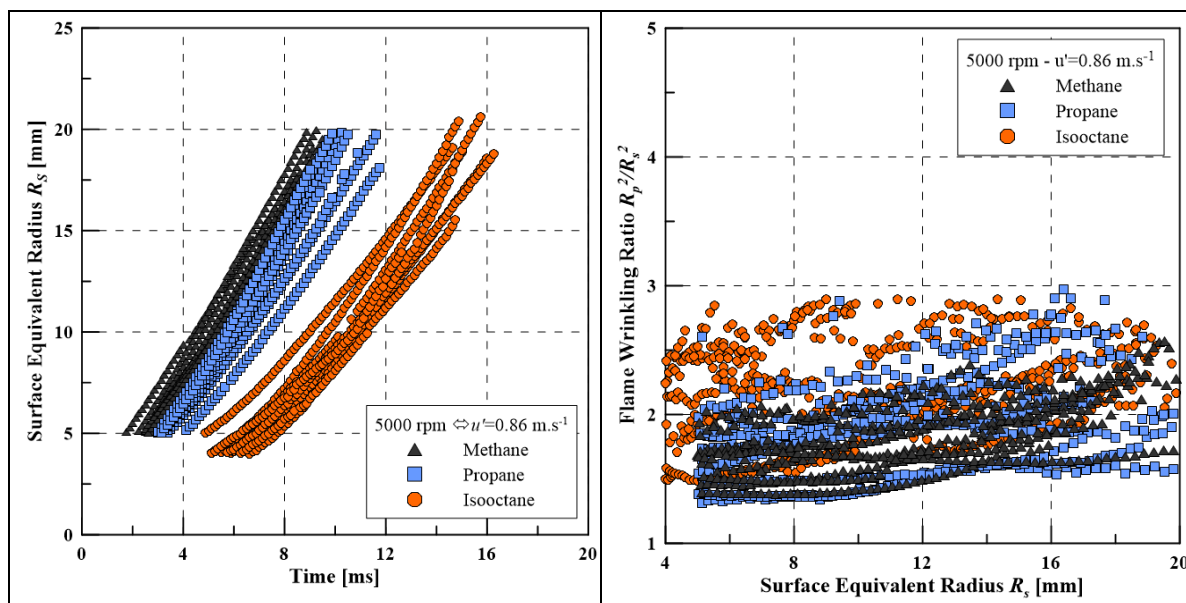 25
20
15
10
5
0
Surface Equivalent Radius R_S [mm]
5000 rpm ⇔ u'=0.86 m.s⁻¹
Methane
Propane
Isooctane
0 4 8 12 16 20
Time [ms]
5
4
3
2
1
Flame Wrinkling Ratio R_p²/R_s²
5000 rpm - u'=0.86 m.s⁻¹
Methane
Propane
Isooctane
4 8 12 16 20
Surface Equivalent Radius R_s [mm]